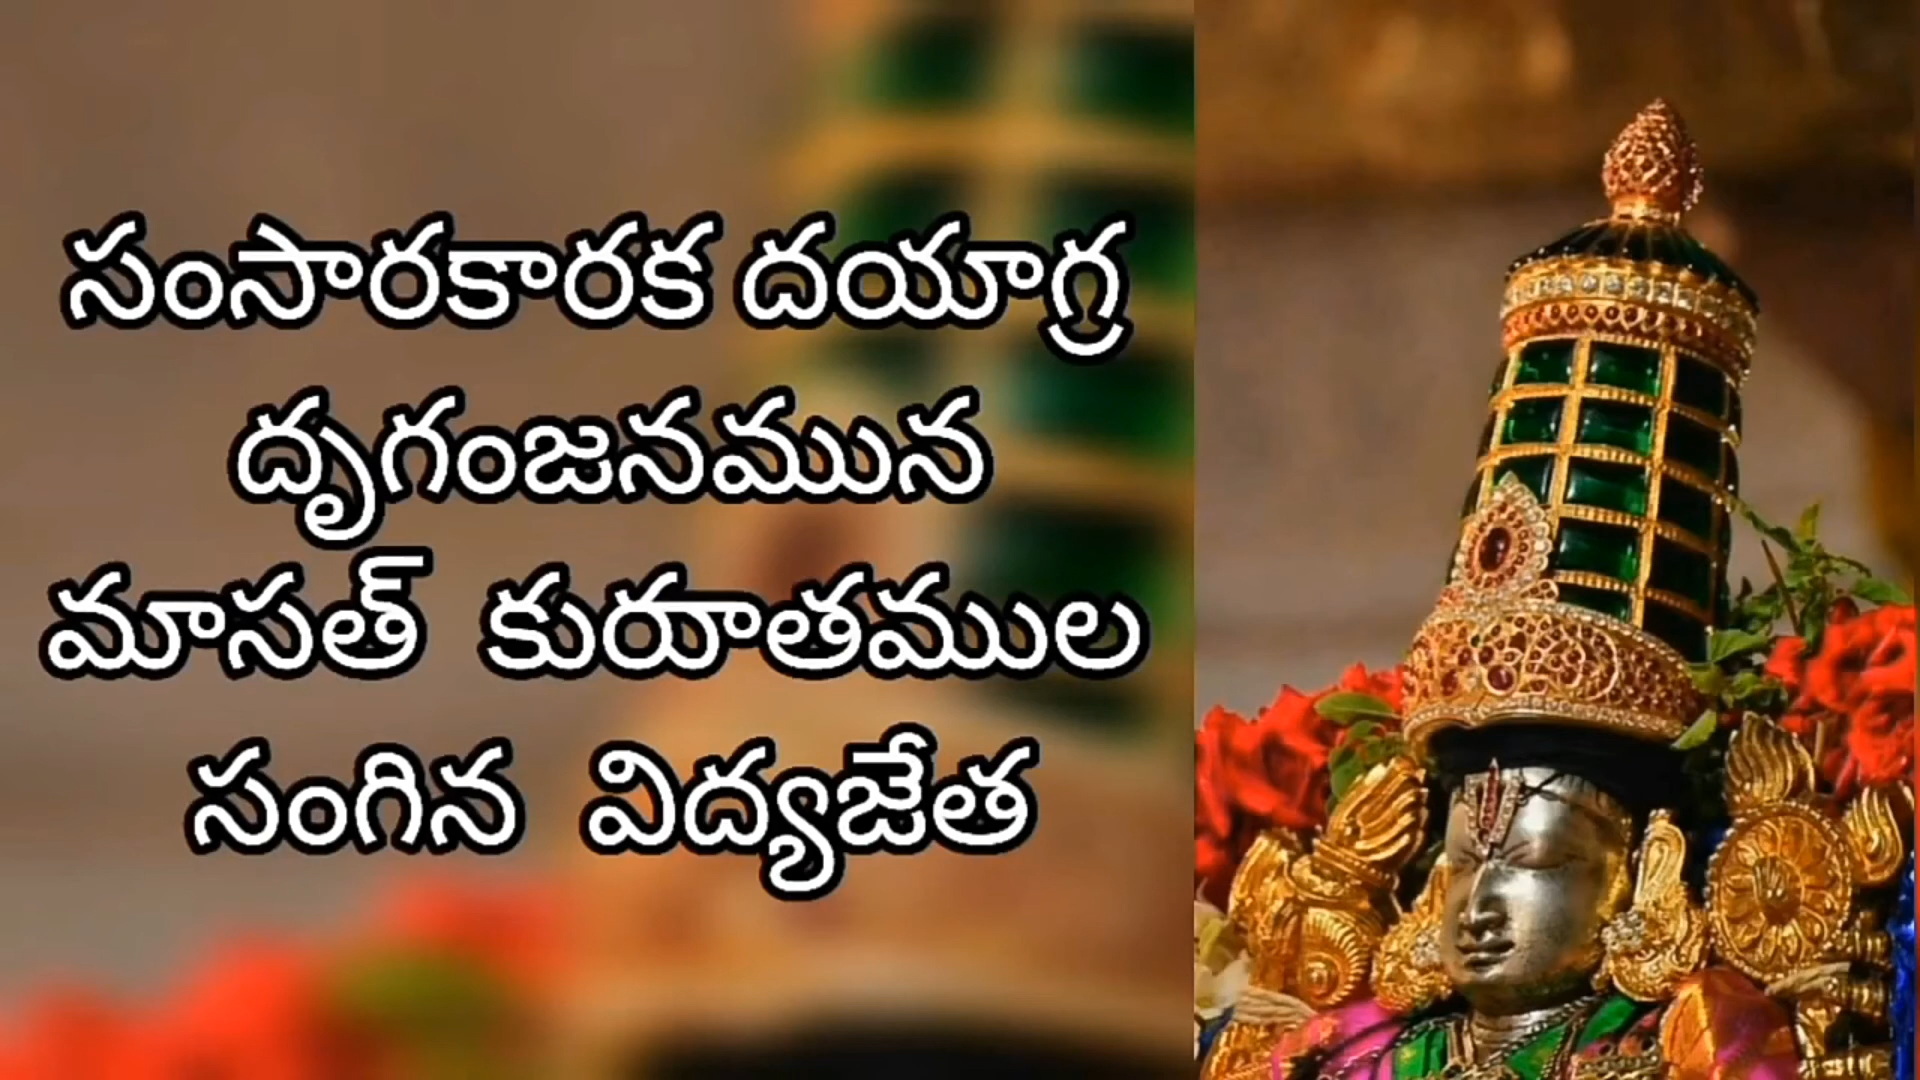 సంసారకారక దయాగ్ర
దృగంజనమున
మాసత్ కురూతముల
సంగిన విద్యజేత